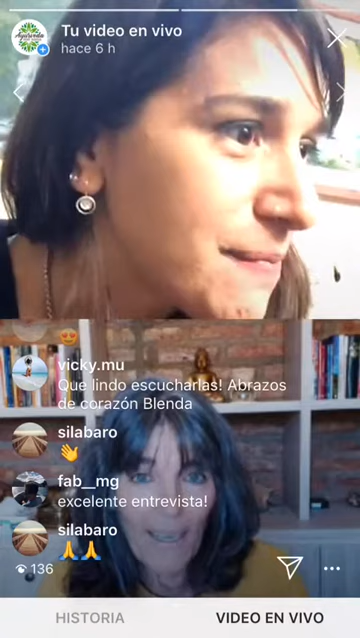 Ayurveda
Tu video en vivo
hace 6 h
vicky.mu
Que lindo escucharlas! Abrazos
de corazón Blenda
silabaro
fab__mg
excelente entrevista!
silabaro
136
HISTORIA
VIDEO EN VIVO